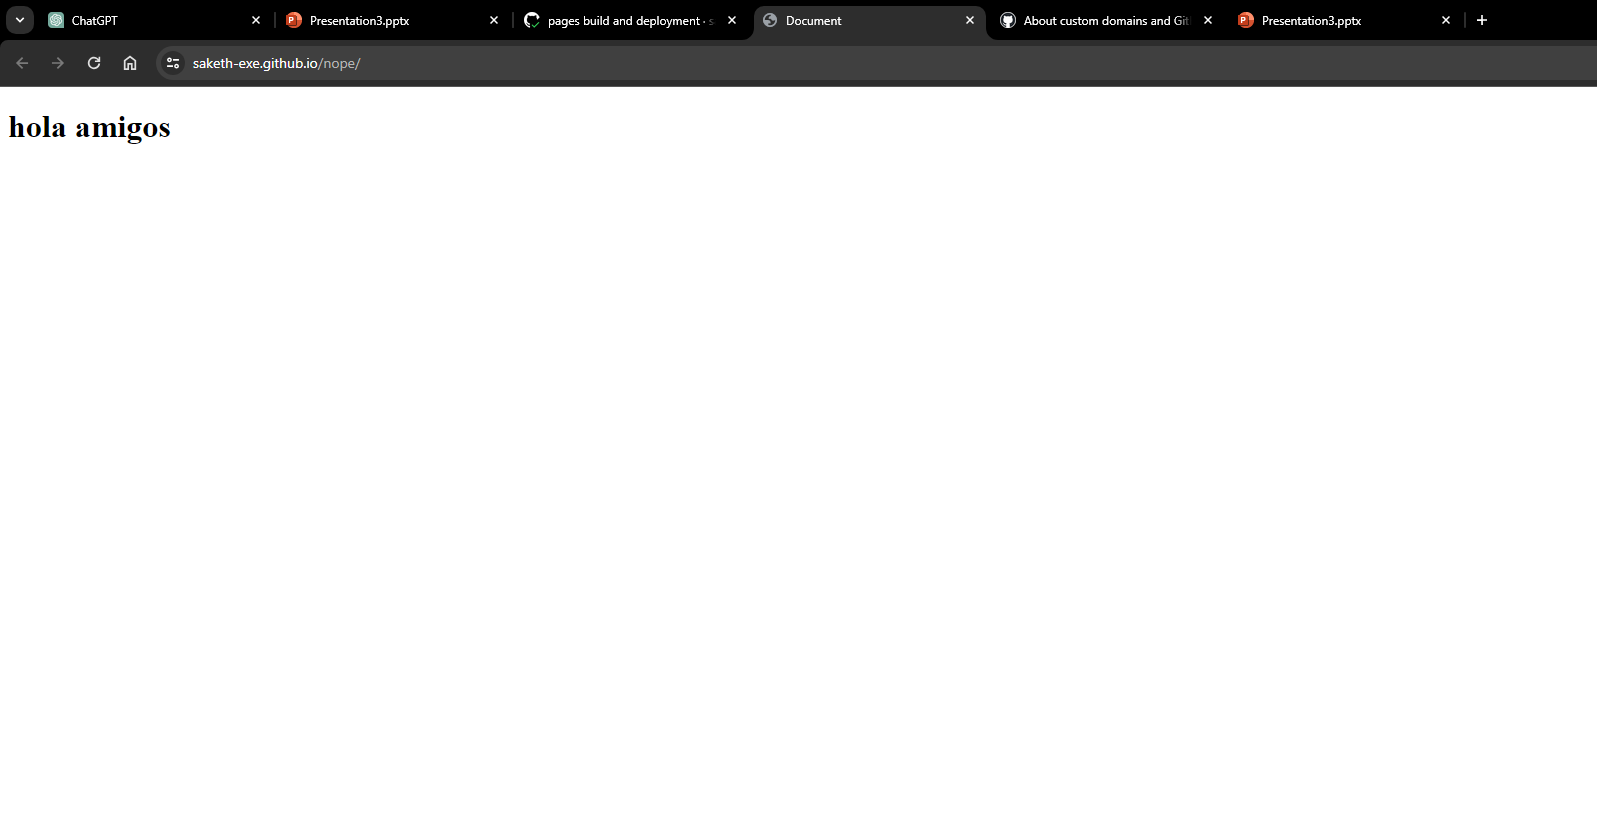 ChatGPT
Presentation3.pptx
pages build and deployment · s
Document
About custom domains and Git
Presentation3.pptx
saketh-exe.github.io/nope/
hola amigos